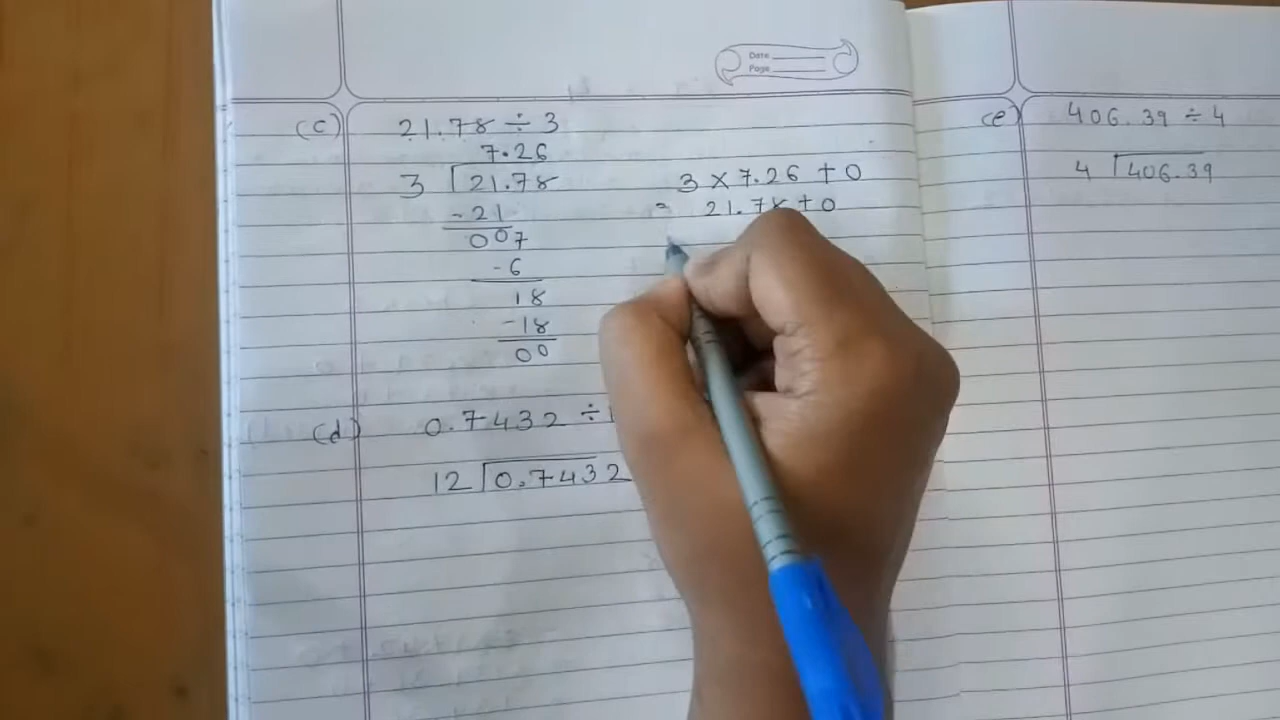 Date
Page
(c) 21.78 ÷ 3
7.26
3 21.78
-21
007
-6
18
-18
00
3 × 7.26 + 0
= 21.78 + 0
(d) 0.7432 ÷
12 0.7432
(e) 406.39 ÷ 4
4 406.39